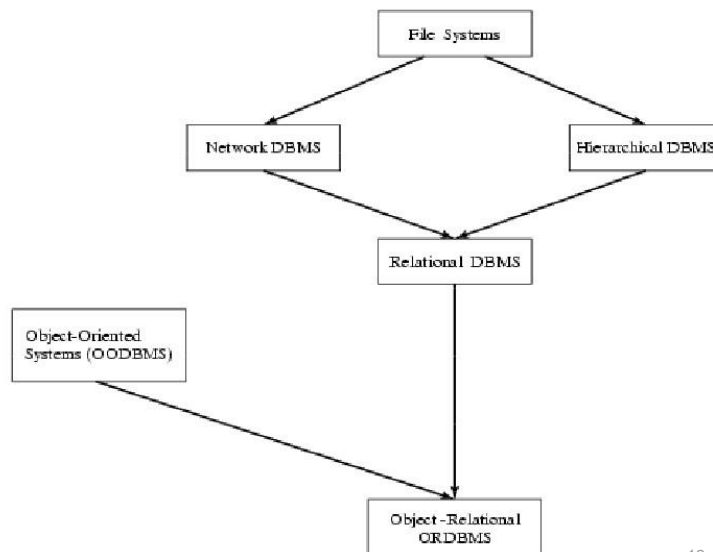 File Systems
Network DBMS
Hierarchical DBMS
Relational DBMS
Object-Oriented
Systems (OODBMS)
Object -Relational
ORDBMS